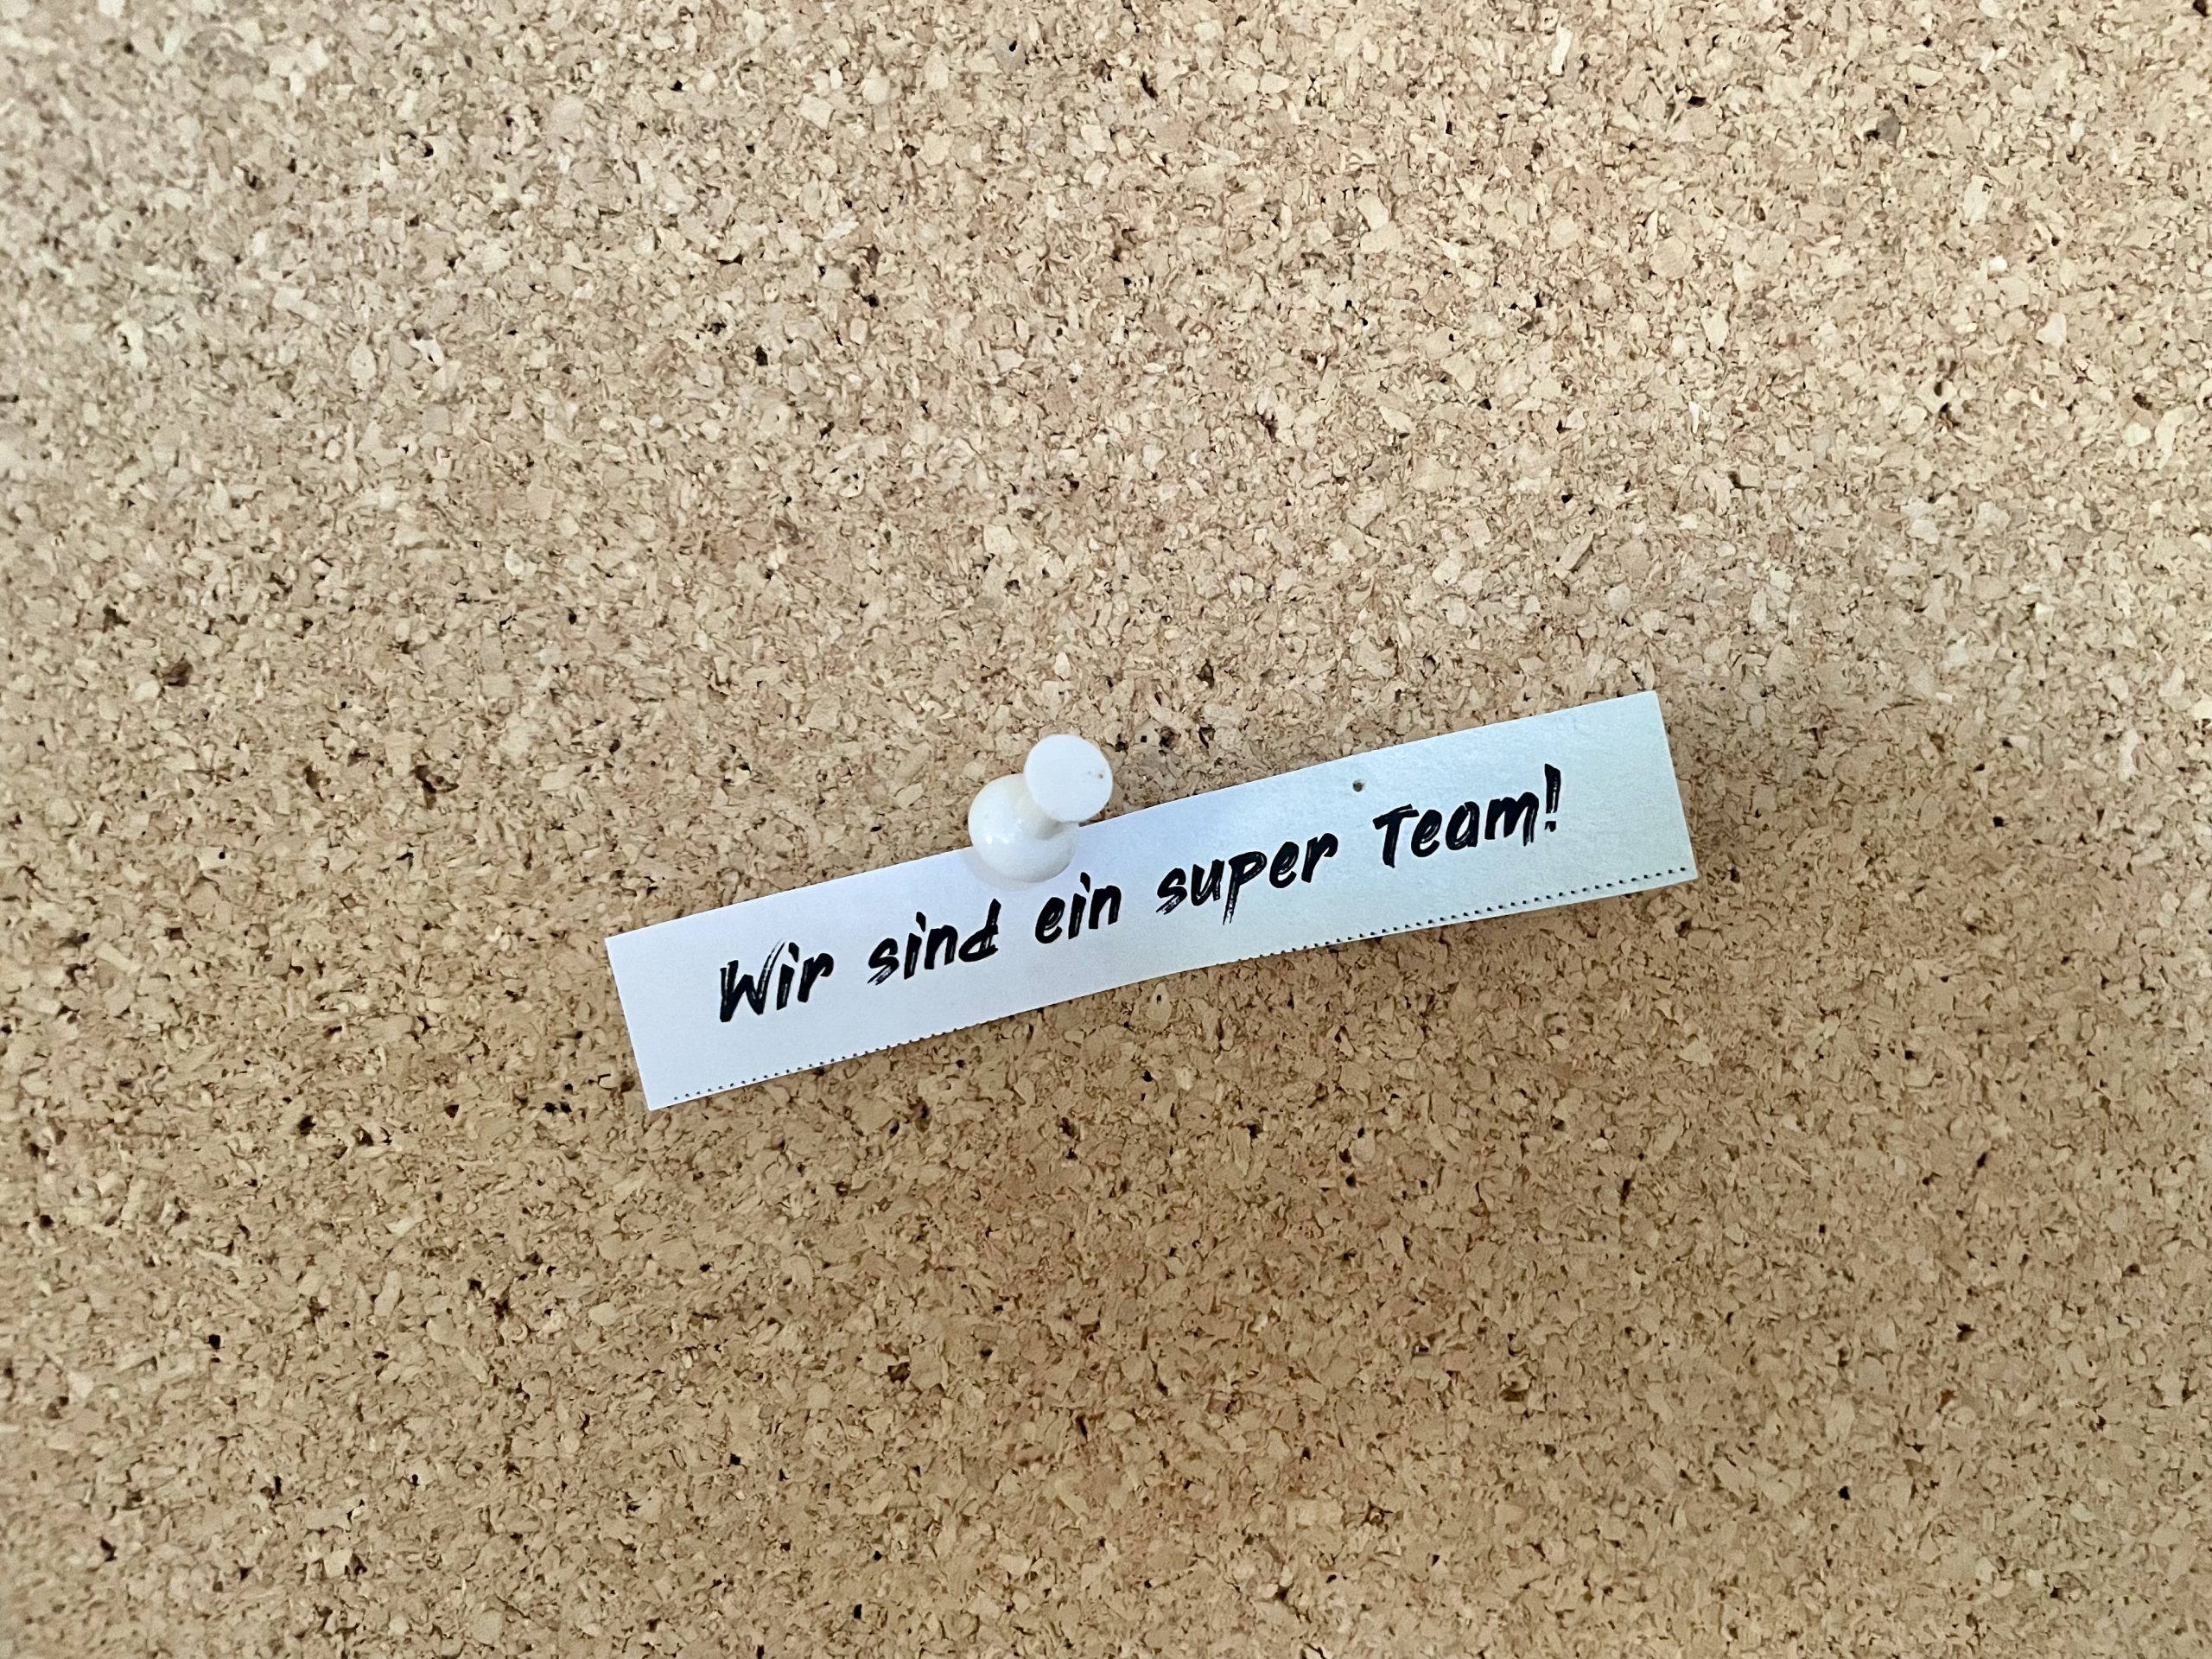 Wir sind ein super Team!